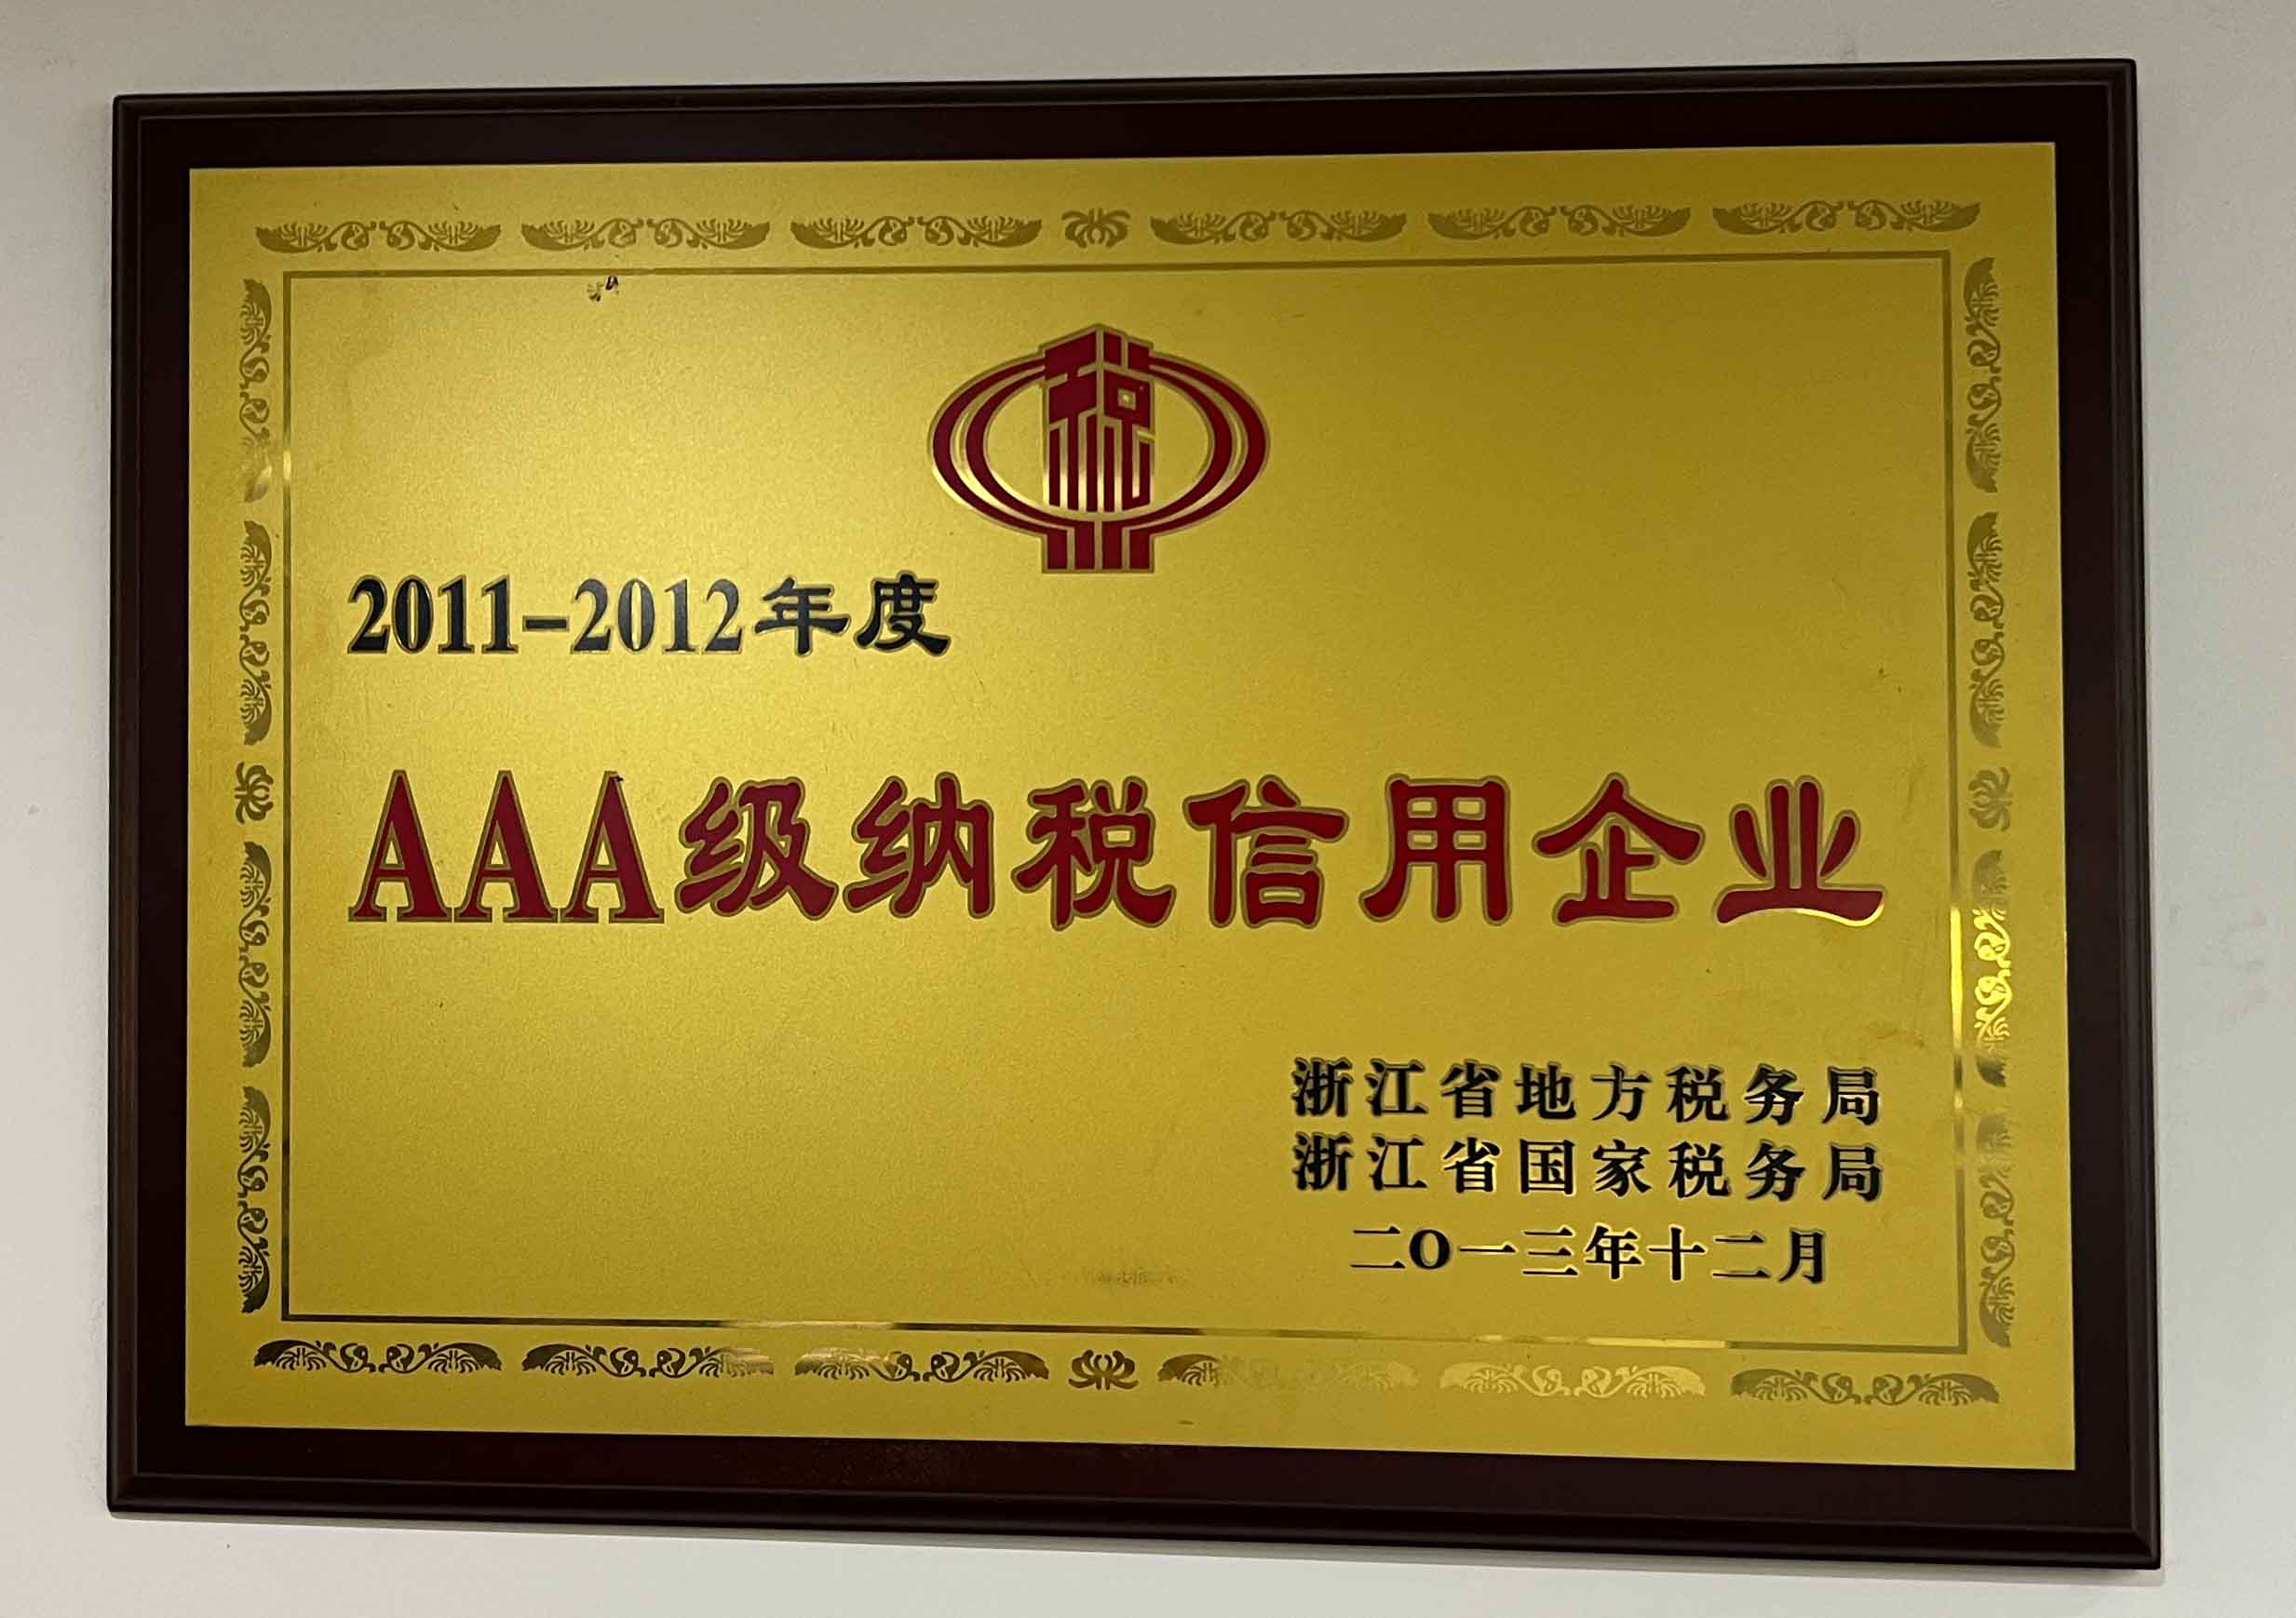 税
2011-2012年度
AAA级纳税信用企业
浙江省地方税务局
浙江省国家税务局
二O一三年十二月